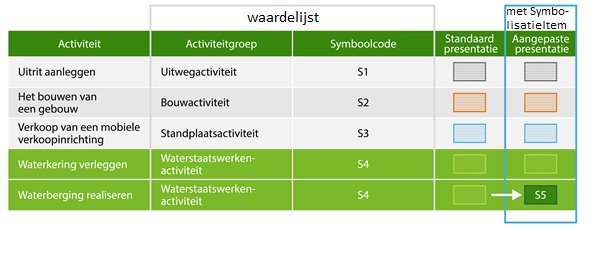 waardelijst
met Symbo-
lisatieItem
Activiteit
Activiteitgroep
Symboolcode
Standaard
presentatie
Aangepaste
presentatie
Uitrit aanleggen
Uitwegactiviteit
S1
Het bouwen van
een gebouw
Bouwactiviteit
S2
Verkoop van een mobiele
verkoopinrichting
Standplaatsactiviteit
S3
Waterkering verleggen
Waterstaatswerken-
activiteit
S4
Waterberging realiseren
Waterstaatswerken-
activiteit
S4
S5